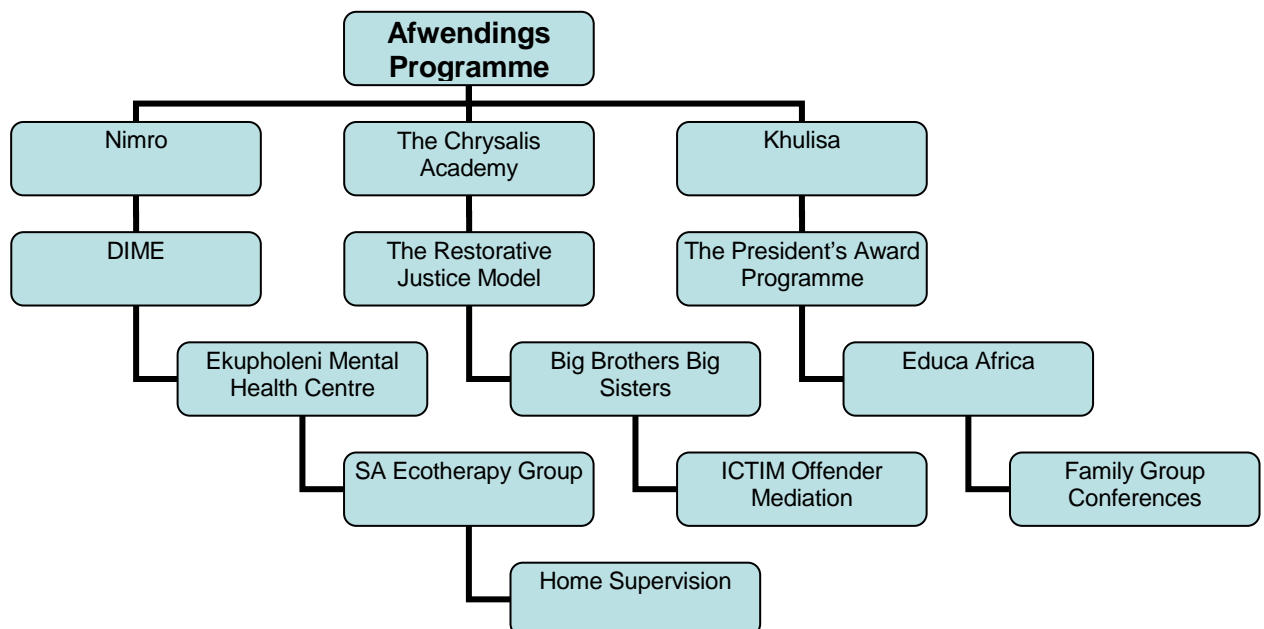 Afwendings
Programme
Nimro
The Chrysalis
Academy
Khulisa
DIME
The Restorative
Justice Model
The President’s Award
Programme
Ekupholeni Mental
Health Centre
Big Brothers Big
Sisters
Educa Africa
SA Ecotherapy Group
ICTIM Offender
Mediation
Family Group
Conferences
Home Supervision